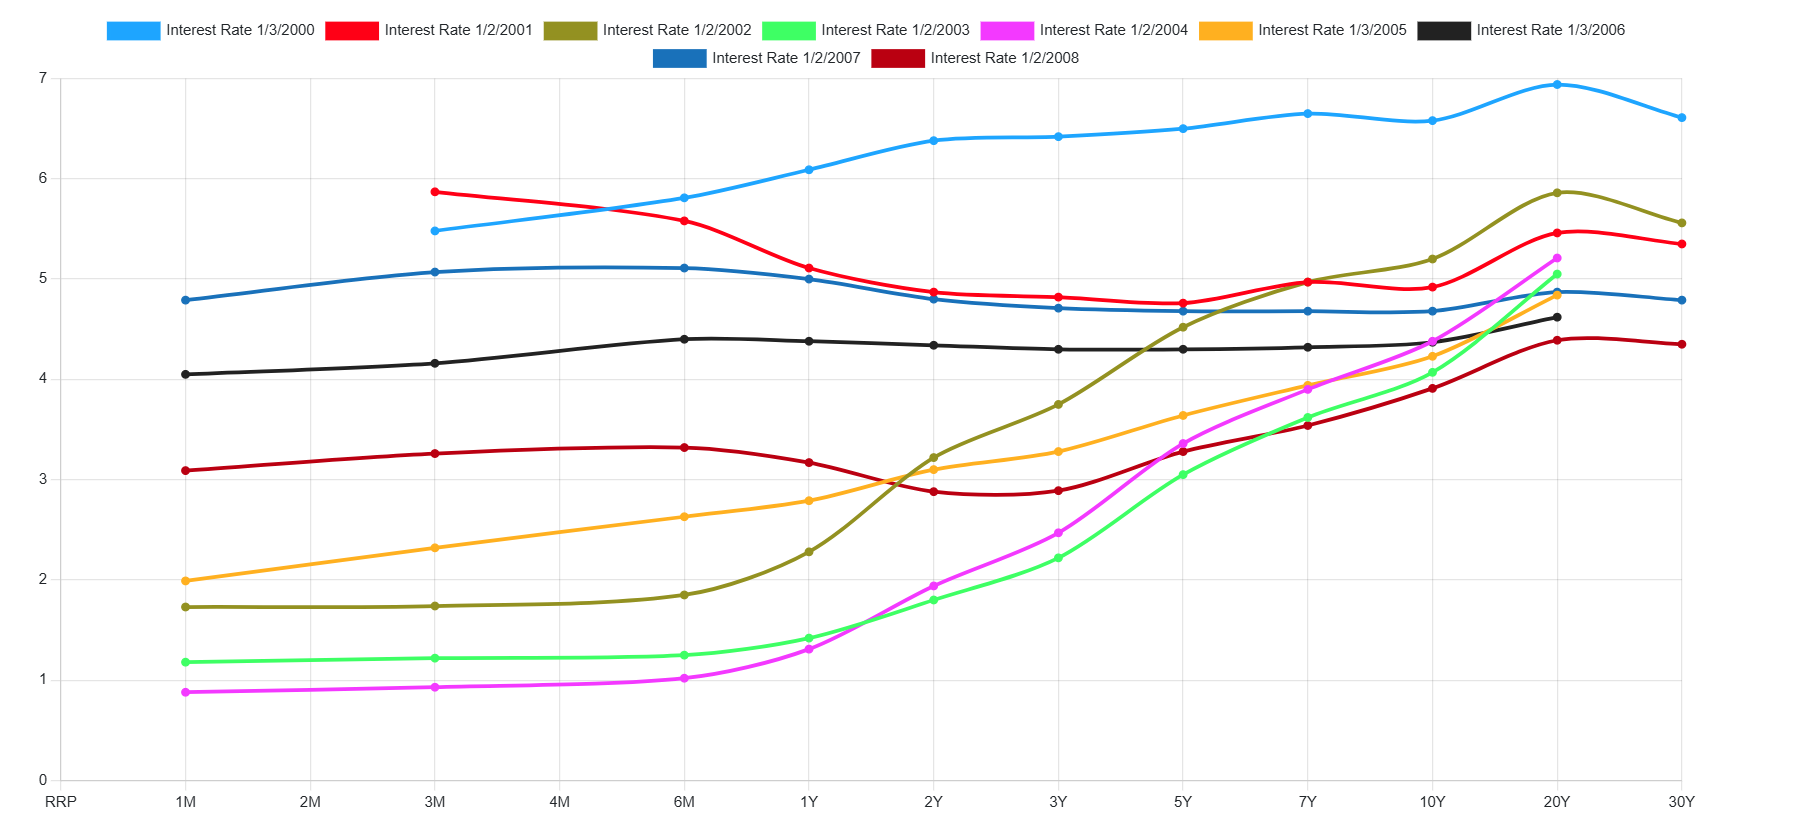 Interest Rate 1/3/2000 Interest Rate 1/2/2001 Interest Rate 1/2/2002 Interest Rate 1/2/2003 Interest Rate 1/2/2004 Interest Rate 1/3/2005 Interest Rate 1/3/2006
Interest Rate 1/2/2007 Interest Rate 1/2/2008
7
6
5
4
3
2
1
0
RRP 1M 2M 3M 4M 6M 1Y 2Y 3Y 5Y 7Y 10Y 20Y 30Y